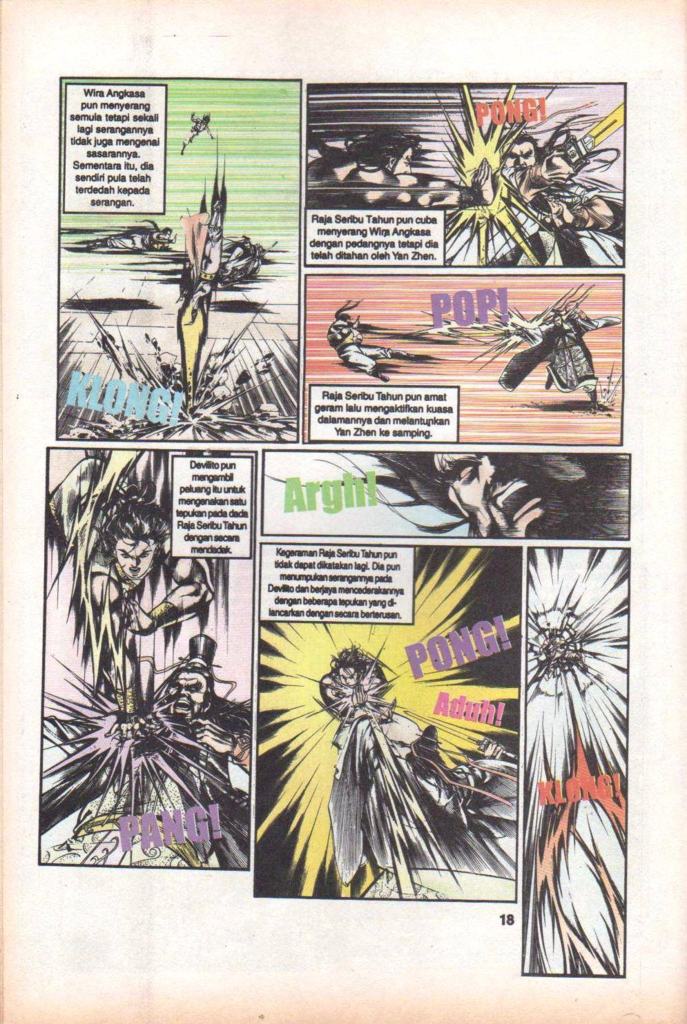 Wira Angkasa
pun menyerang
semula tetapi sekali
lagi serangannya
tidak juga mengenai
sasarannya.
Sementara itu, dia
sendiri pula telah
terdedah kepada
serangan.
KLONG!
PONG!
Raja Seribu Tahun pun cuba
menyerang Wira Angkasa
dengan pedangnya tetapi dia
telah ditahan oleh Yan Zhen.
POP!
Raja Seribu Tahun pun amat
geram lalu mengaktifkan kuasa
dalamannya dan melantunkan
Yan Zhen ke samping.
Devilito pun
mengambil
peluang itu untuk
mengenakan satu
tepukan pada dada
Raja Seribu Tahun
dengan secara
mendadak.
PANG!
Argh!
Kegeraman Raja Seribu Tahun pun
tidak dapat dikatakan lagi. Dia pun
menumpukan serangannya pada
Devilito dan berjaya mencederakannya
dengan beberapa tepukan yang di-
lancarkan dengan secara berterusan.
PONG!
Aduh!
KLONG!
18